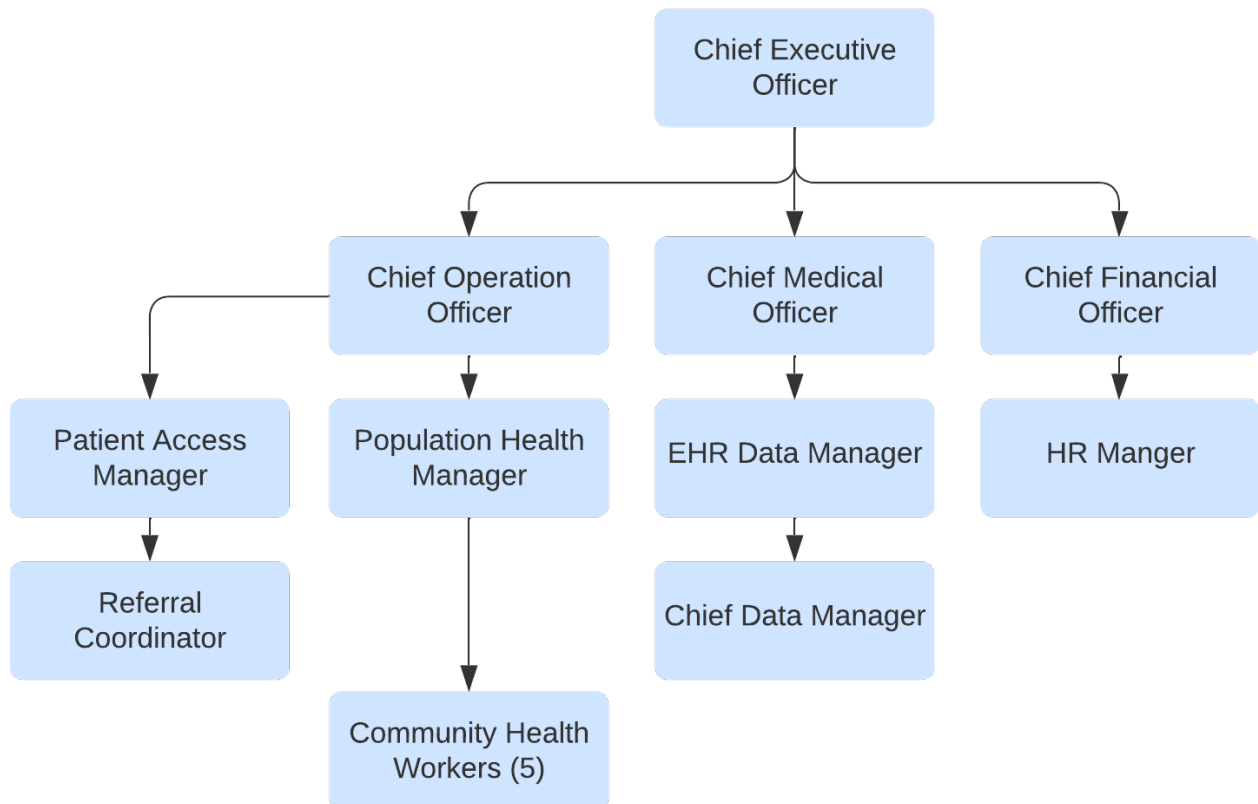 Chief Executive
Officer
Chief Operation
Officer
Chief Medical
Officer
Chief Financial
Officer
Patient Access
Manager
Population Health
Manager
EHR Data Manager
HR Manger
Referral
Coordinator
Chief Data Manager
Community Health
Workers (5)